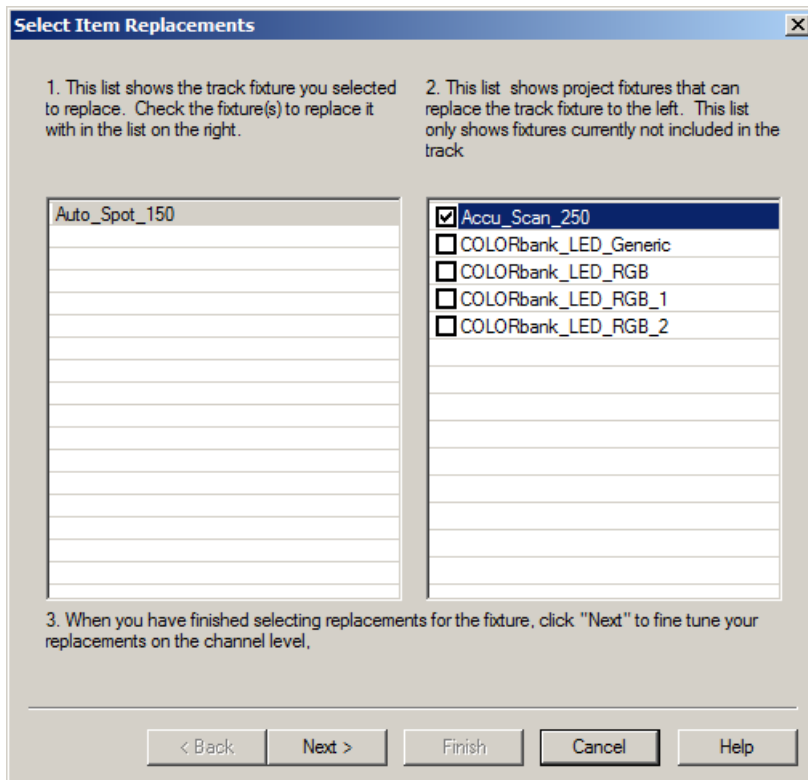 Select Item Replacements
1. This list shows the track fixture you selected
to replace. Check the fixture(s) to replace it
with in the list on the right.
2. This list shows project fixtures that can
replace the track fixture to the left. This list
only shows fixtures currently not included in the
track
Auto_Spot_150
Accu_Scan_250
COLORbank_LED_Generic
COLORbank_LED_RGB
COLORbank_LED_RGB_1
COLORbank_LED_RGB_2
3. When you have finished selecting replacements for the fixture, click "Next" to fine tune your
replacements on the channel level,
< Back
Next >
Finish
Cancel
Help